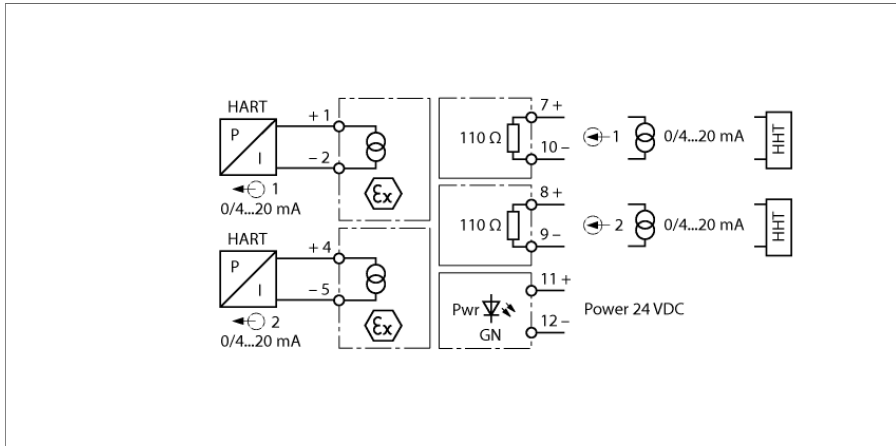 HART
+ 1
P
I
– 2
1
0/4...20 mA
Ex
HART
+ 4
P
I
– 5
2
0/4...20 mA
Ex
7 +
110 Ω
10 –
1
0/4...20 mA
HHT
8 +
110 Ω
9 –
2
0/4...20 mA
HHT
11 +
Pwr
GN
12 –
Power 24 VDC